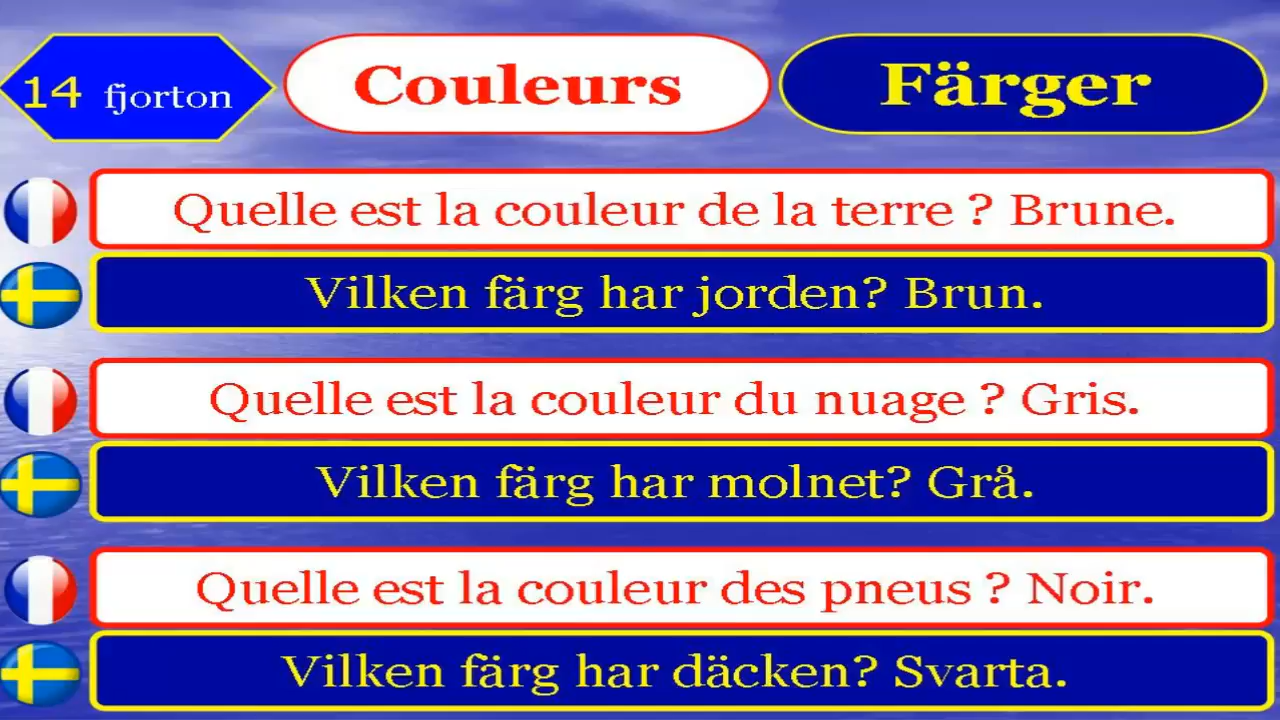 14 fjorton
Couleurs
Färger
Quelle est la couleur de la terre ? Brune.
Vilken färg har jorden? Brun.
Quelle est la couleur du nuage ? Gris.
Vilken färg har molnet? Grå.
Quelle est la couleur des pneus ? Noir.
Vilken färg har däcken? Svarta.